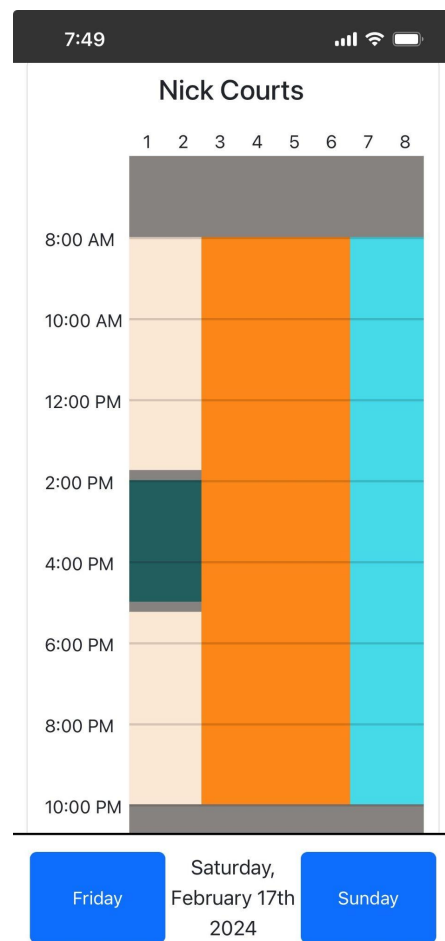 7:49
Nick Courts
1 2 3 4 5 6 7 8
8:00 AM
10:00 AM
12:00 PM
2:00 PM
4:00 PM
6:00 PM
8:00 PM
10:00 PM
Friday
Saturday,
February 17th
2024
Sunday